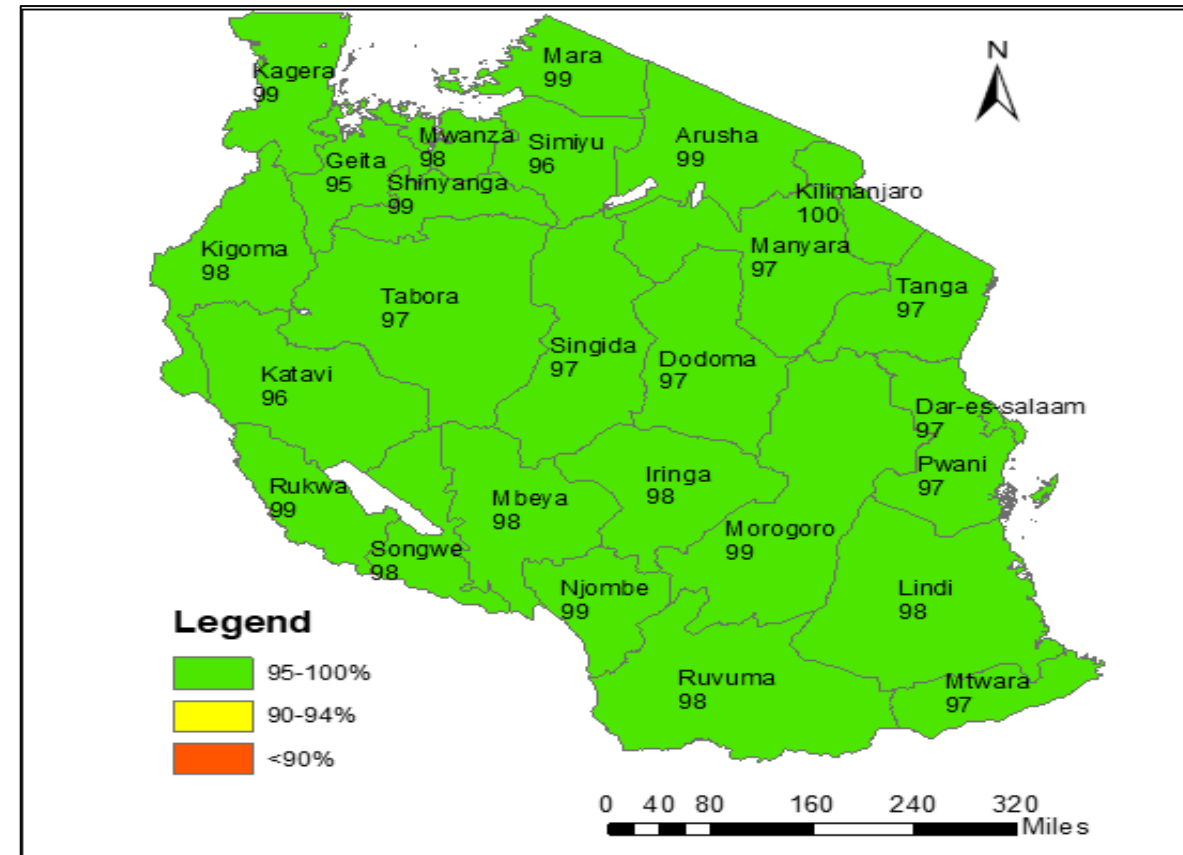 N
Mara
99
Kagera
99
Mwanza
98
Simiyu
96
Arusha
99
Geita
95
Shinyanga
99
Kilimanjaro
100
Kigoma
98
Manyara
97
Tabora
97
Tanga
97
Singida
97
Dodoma
97
Katavi
96
Dar-es-salaam
97
Pwani
97
Iringa
98
Rukwa
99
Mbeya
98
Morogoro
99
Songwe
98
Njombe
99
Lindi
98
Ruvuma
98
Mtwara
97
Legend
95-100%
90-94%
<90%
0 40 80 160 240 320
Miles